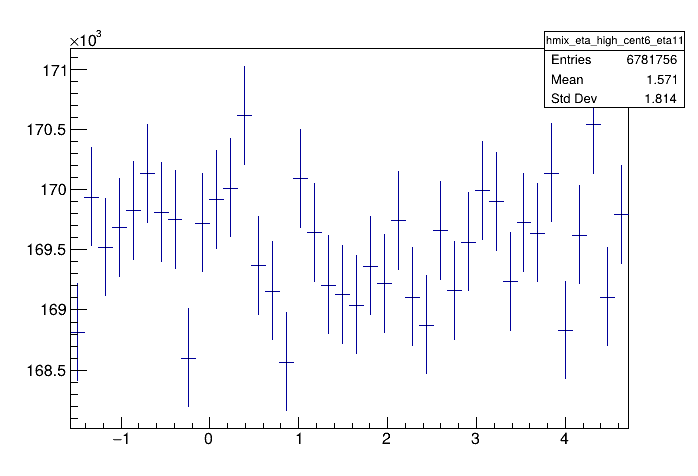 ×10³
hmix_eta_high_cent6_eta11
Entries 6781756
Mean 1.571
Std Dev 1.814
171
170.5
170
169.5
169
168.5
−1 0 1 2 3 4